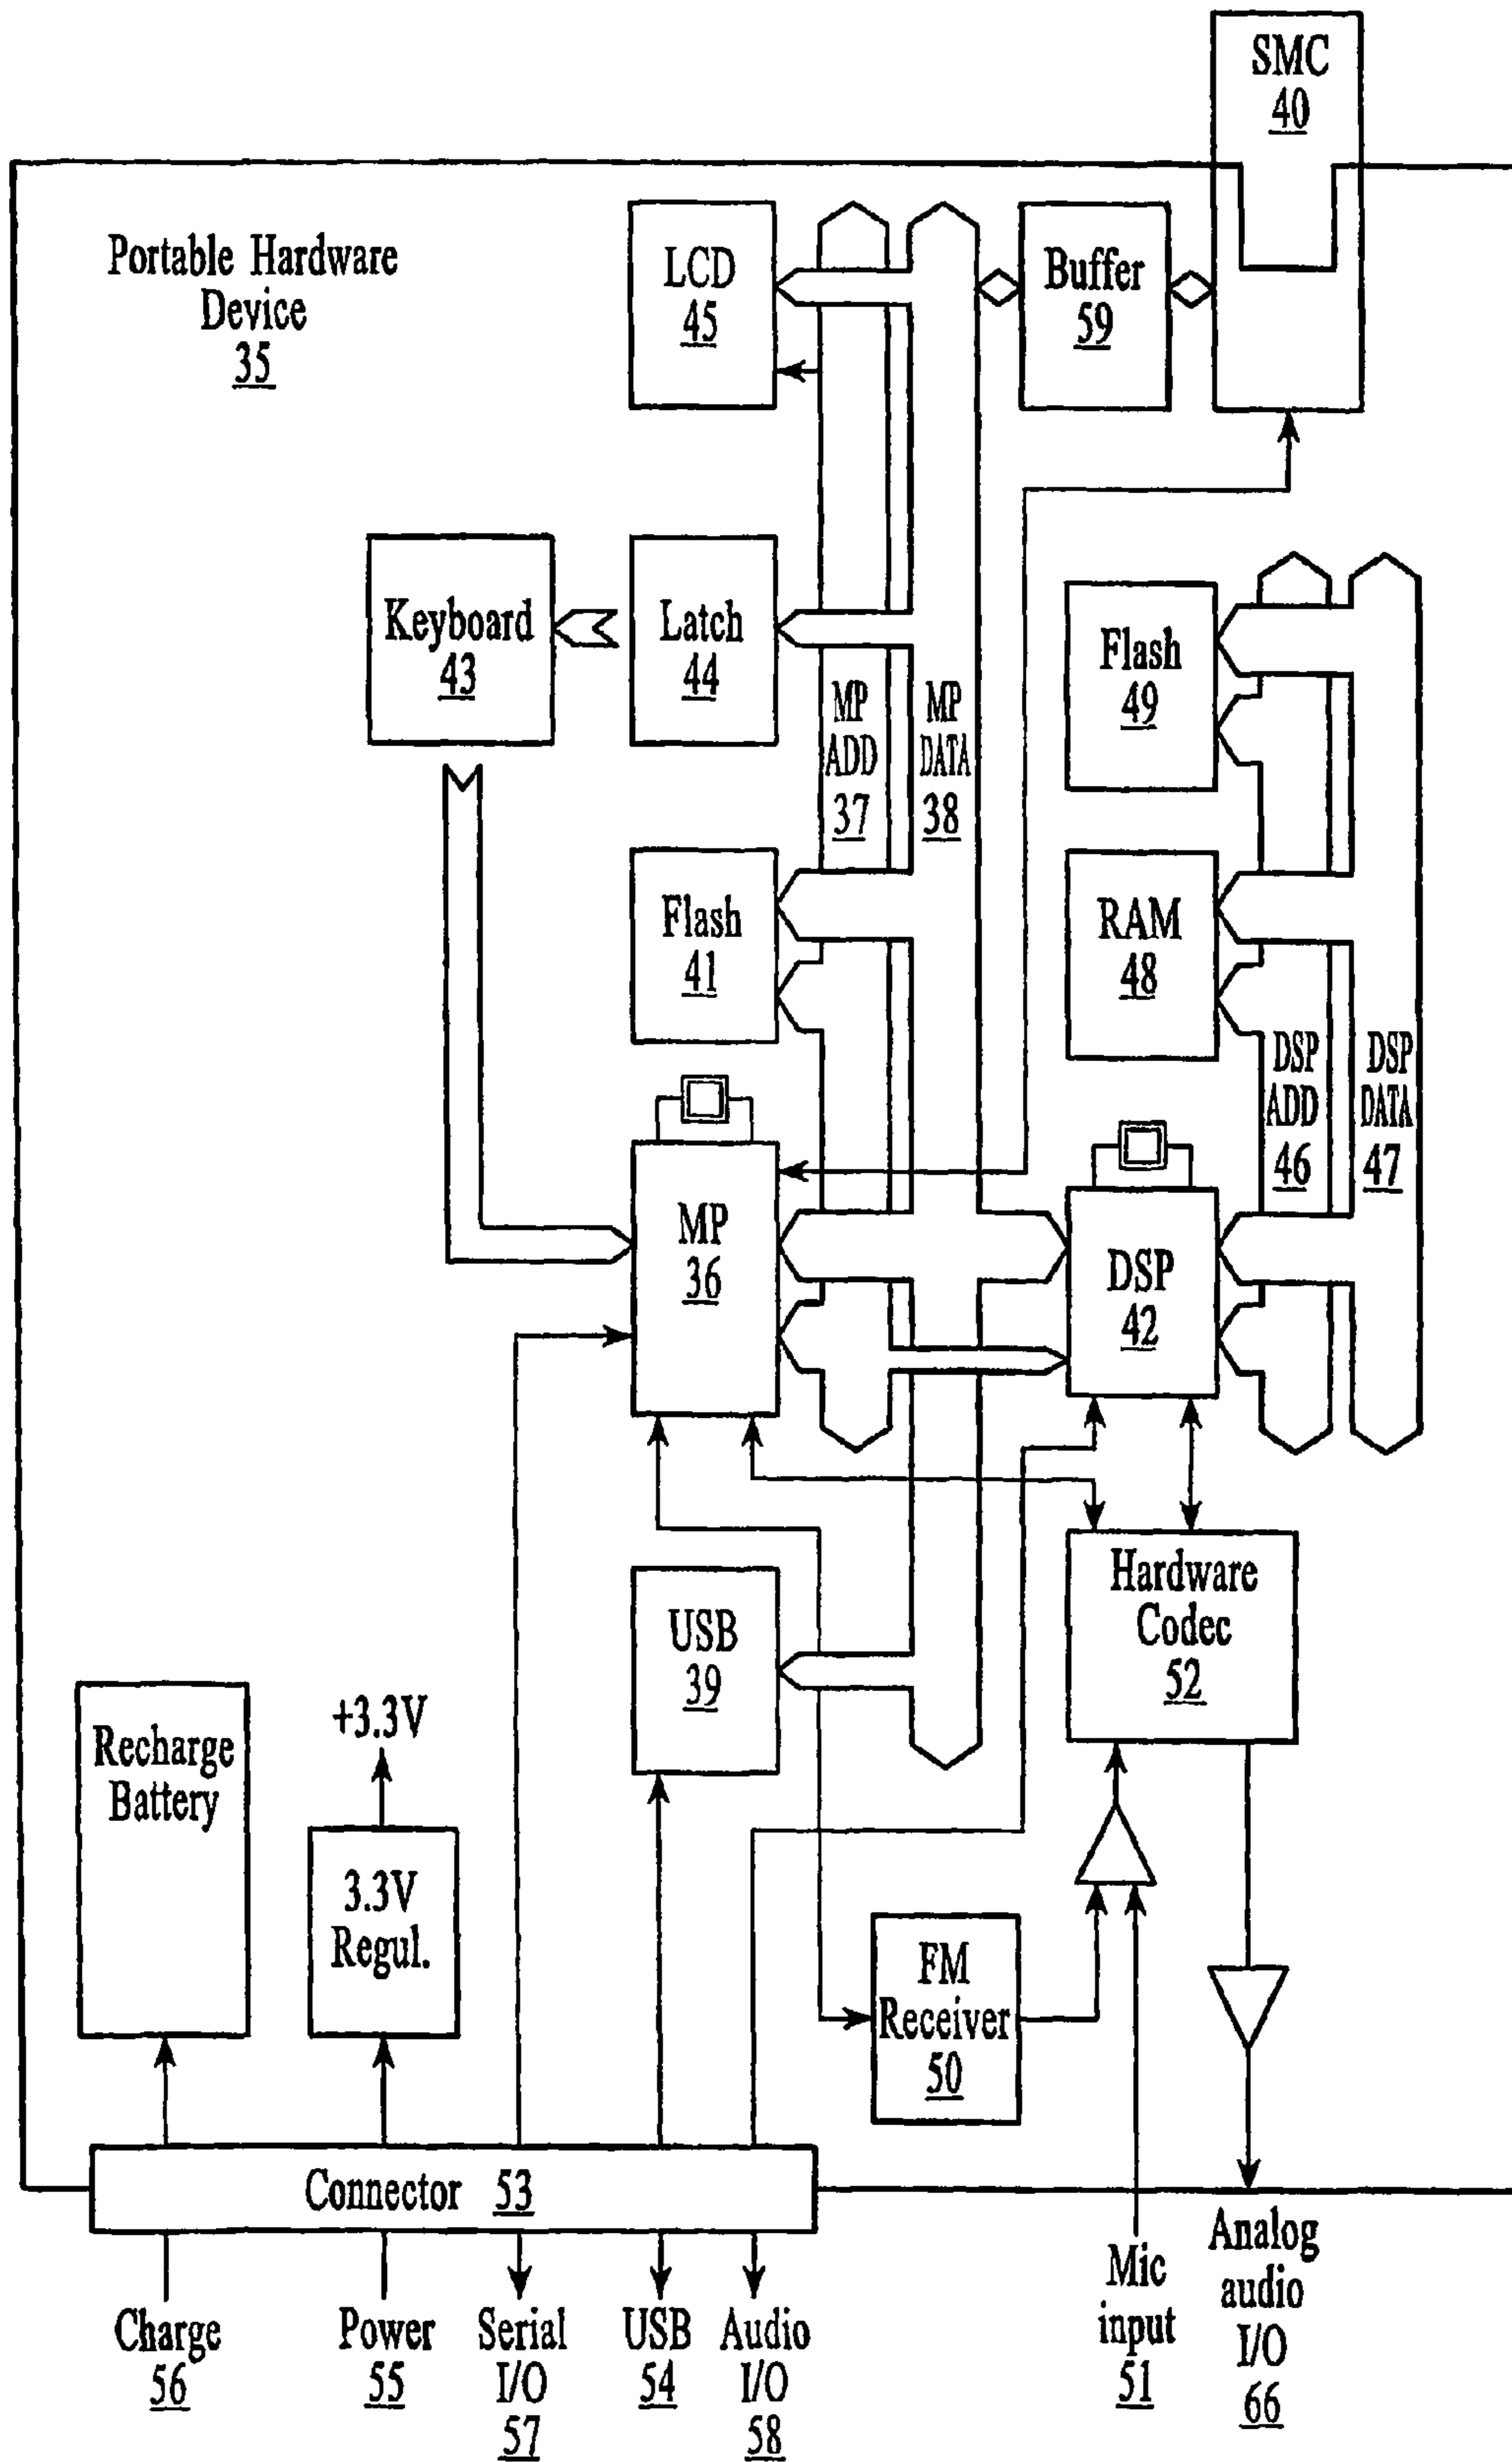 SMC
40
Portable Hardware
Device
35
LCD
45
Buffer
59
Keyboard
43
Latch
44
MP
ADD
37
MP
DATA
38
Flash
49
Flash
41
RAM
48
DSP
ADD
46
DSP
DATA
47
MP
36
DSP
42
USB
39
Hardware
Codec
52
Recharge
Battery
+3.3V
3.3V
Regul.
FM
Receiver
50
Connector 53
Charge
56
Power
55
Serial
I/O
57
USB
54
Audio
I/O
58
Mic
input
51
Analog
audio
I/O
66